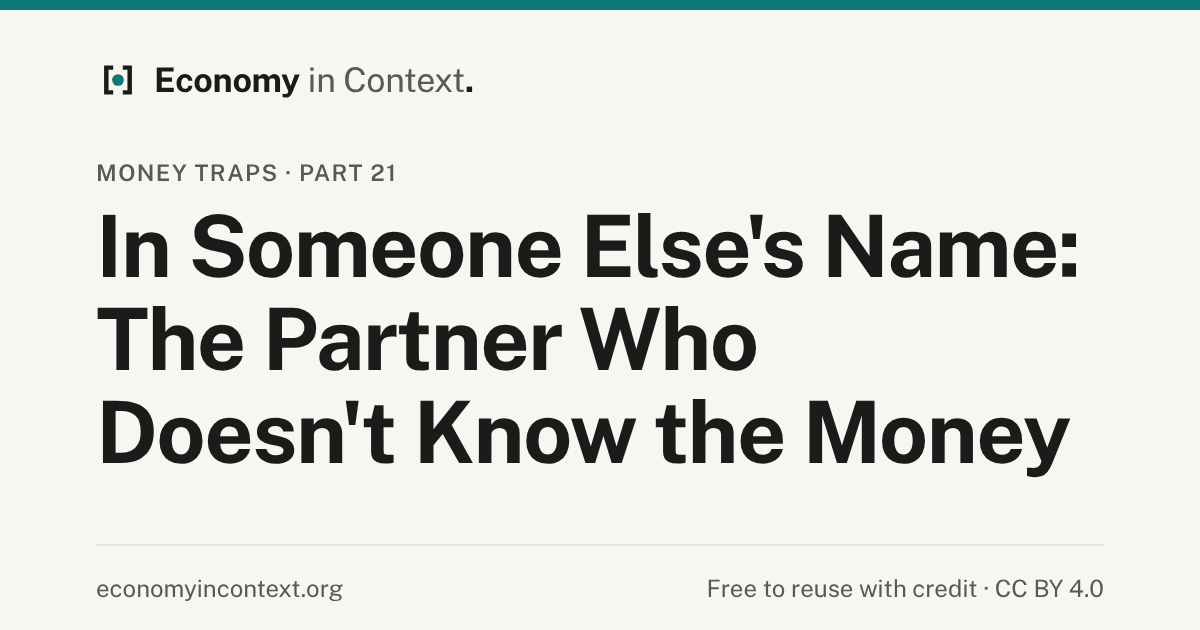 Economy in Context.
MONEY TRAPS · PART 21
In Someone Else's Name:
The Partner Who
Doesn't Know the Money
economyincontext.org
Free to reuse with credit · CC BY 4.0